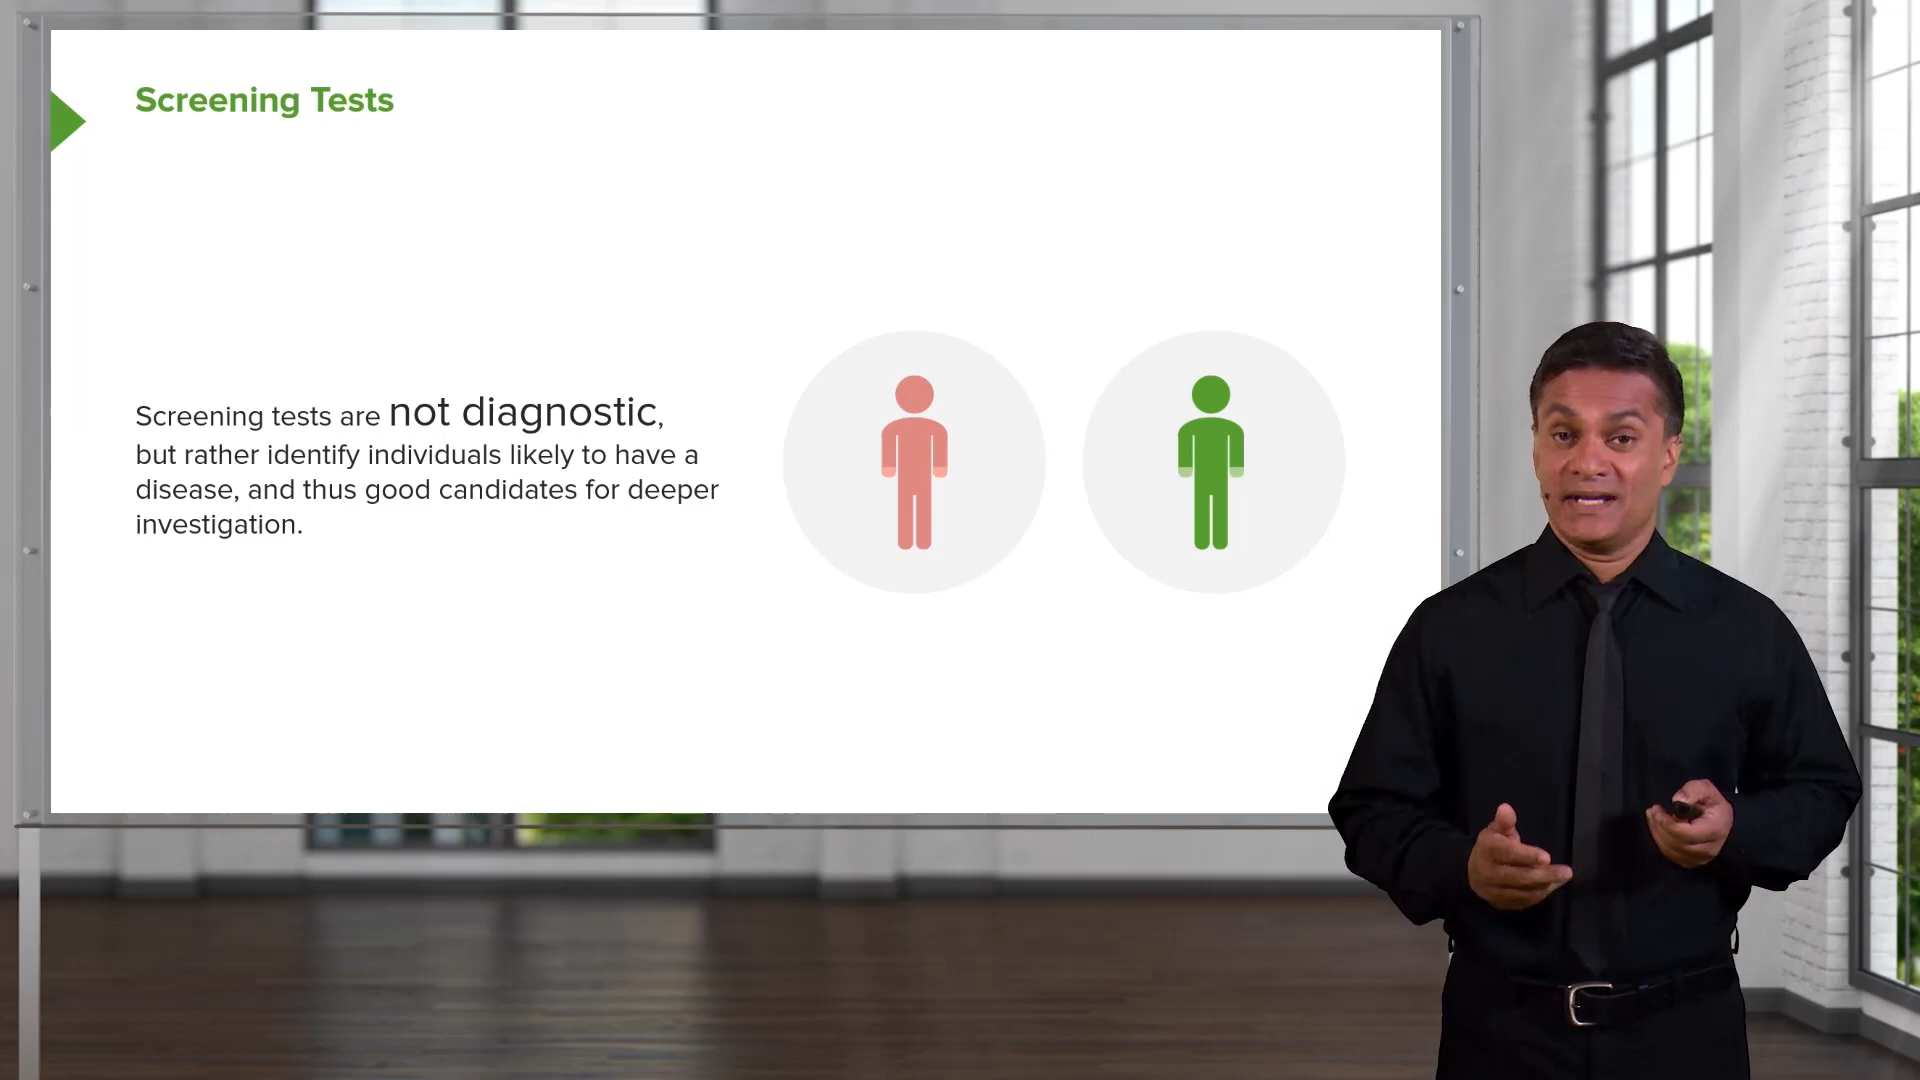 Screening Tests
Screening tests are not diagnostic,
but rather identify individuals likely to have a
disease, and thus good candidates for deeper
investigation.